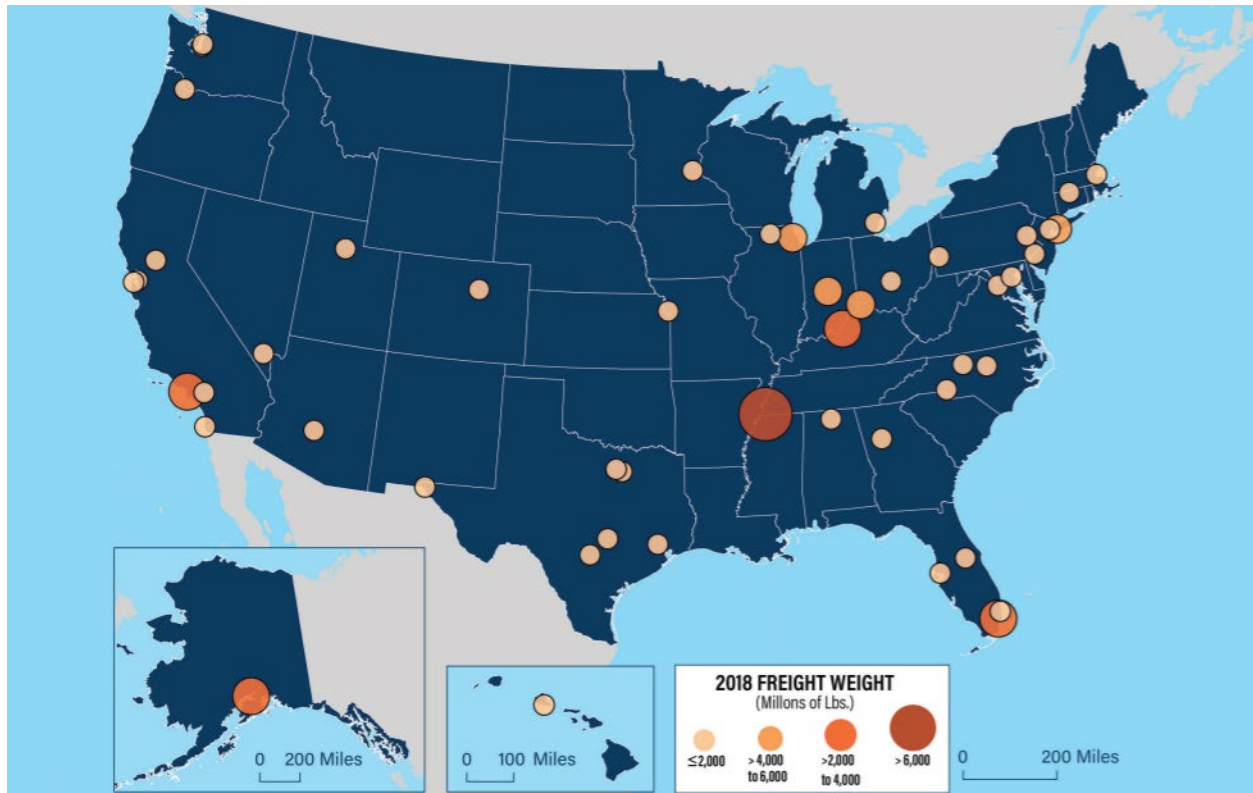 2018 FREIGHT WEIGHT
(Millons of Lbs.)
≤2,000
>4,000
to 6,000
>2,000
to 4,000
>6,000
0 200 Miles
0 100 Miles
0 200 Miles